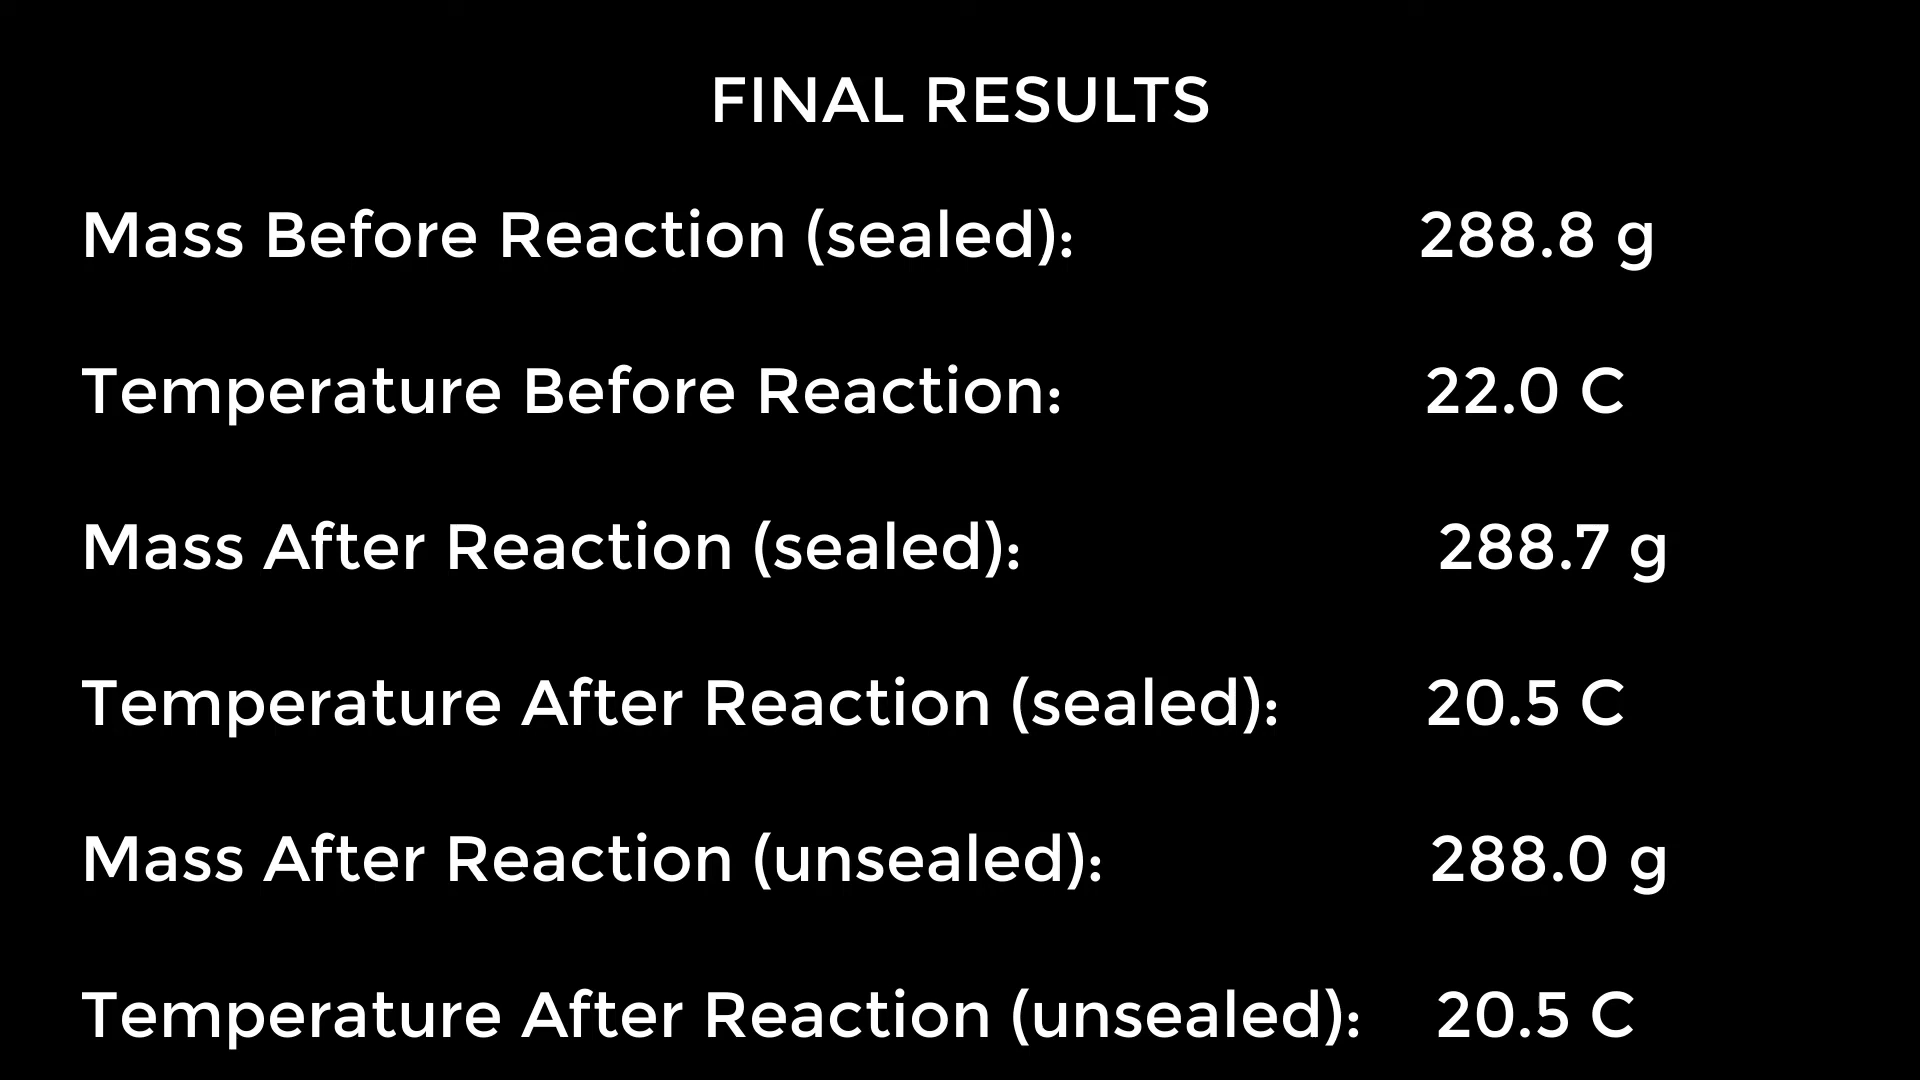 FINAL RESULTS
Mass Before Reaction (sealed): 288.8 g
Temperature Before Reaction: 22.0 C
Mass After Reaction (sealed): 288.7 g
Temperature After Reaction (sealed): 20.5 C
Mass After Reaction (unsealed): 288.0 g
Temperature After Reaction (unsealed): 20.5 C